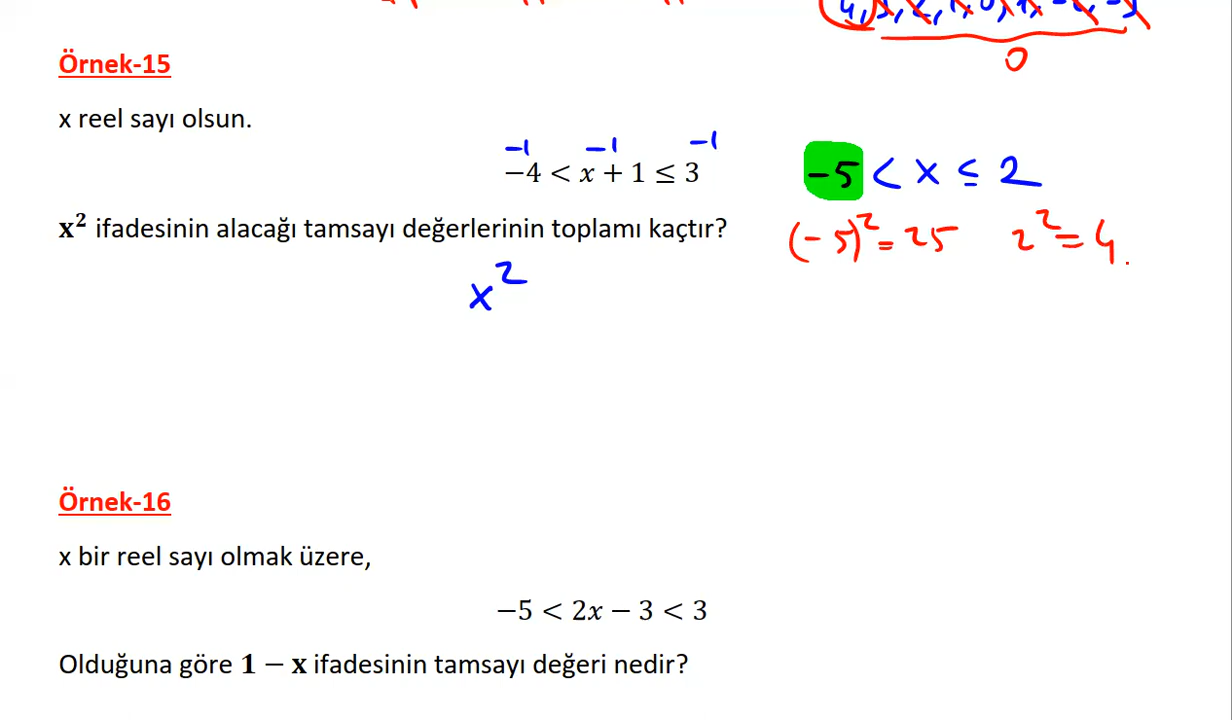 Örnek-15
x reel sayı olsun.
-1 -1 -1
−4 < x + 1 ≤ 3
-5 < x ≤ 2
x² ifadesinin alacağı tamsayı değerlerinin toplamı kaçtır?
(-5)² = 25 2² = 4.
x²
0
Örnek-16
x bir reel sayı olmak üzere,
−5 < 2x − 3 < 3
Olduğuna göre 1 − x ifadesinin tamsayı değeri nedir?